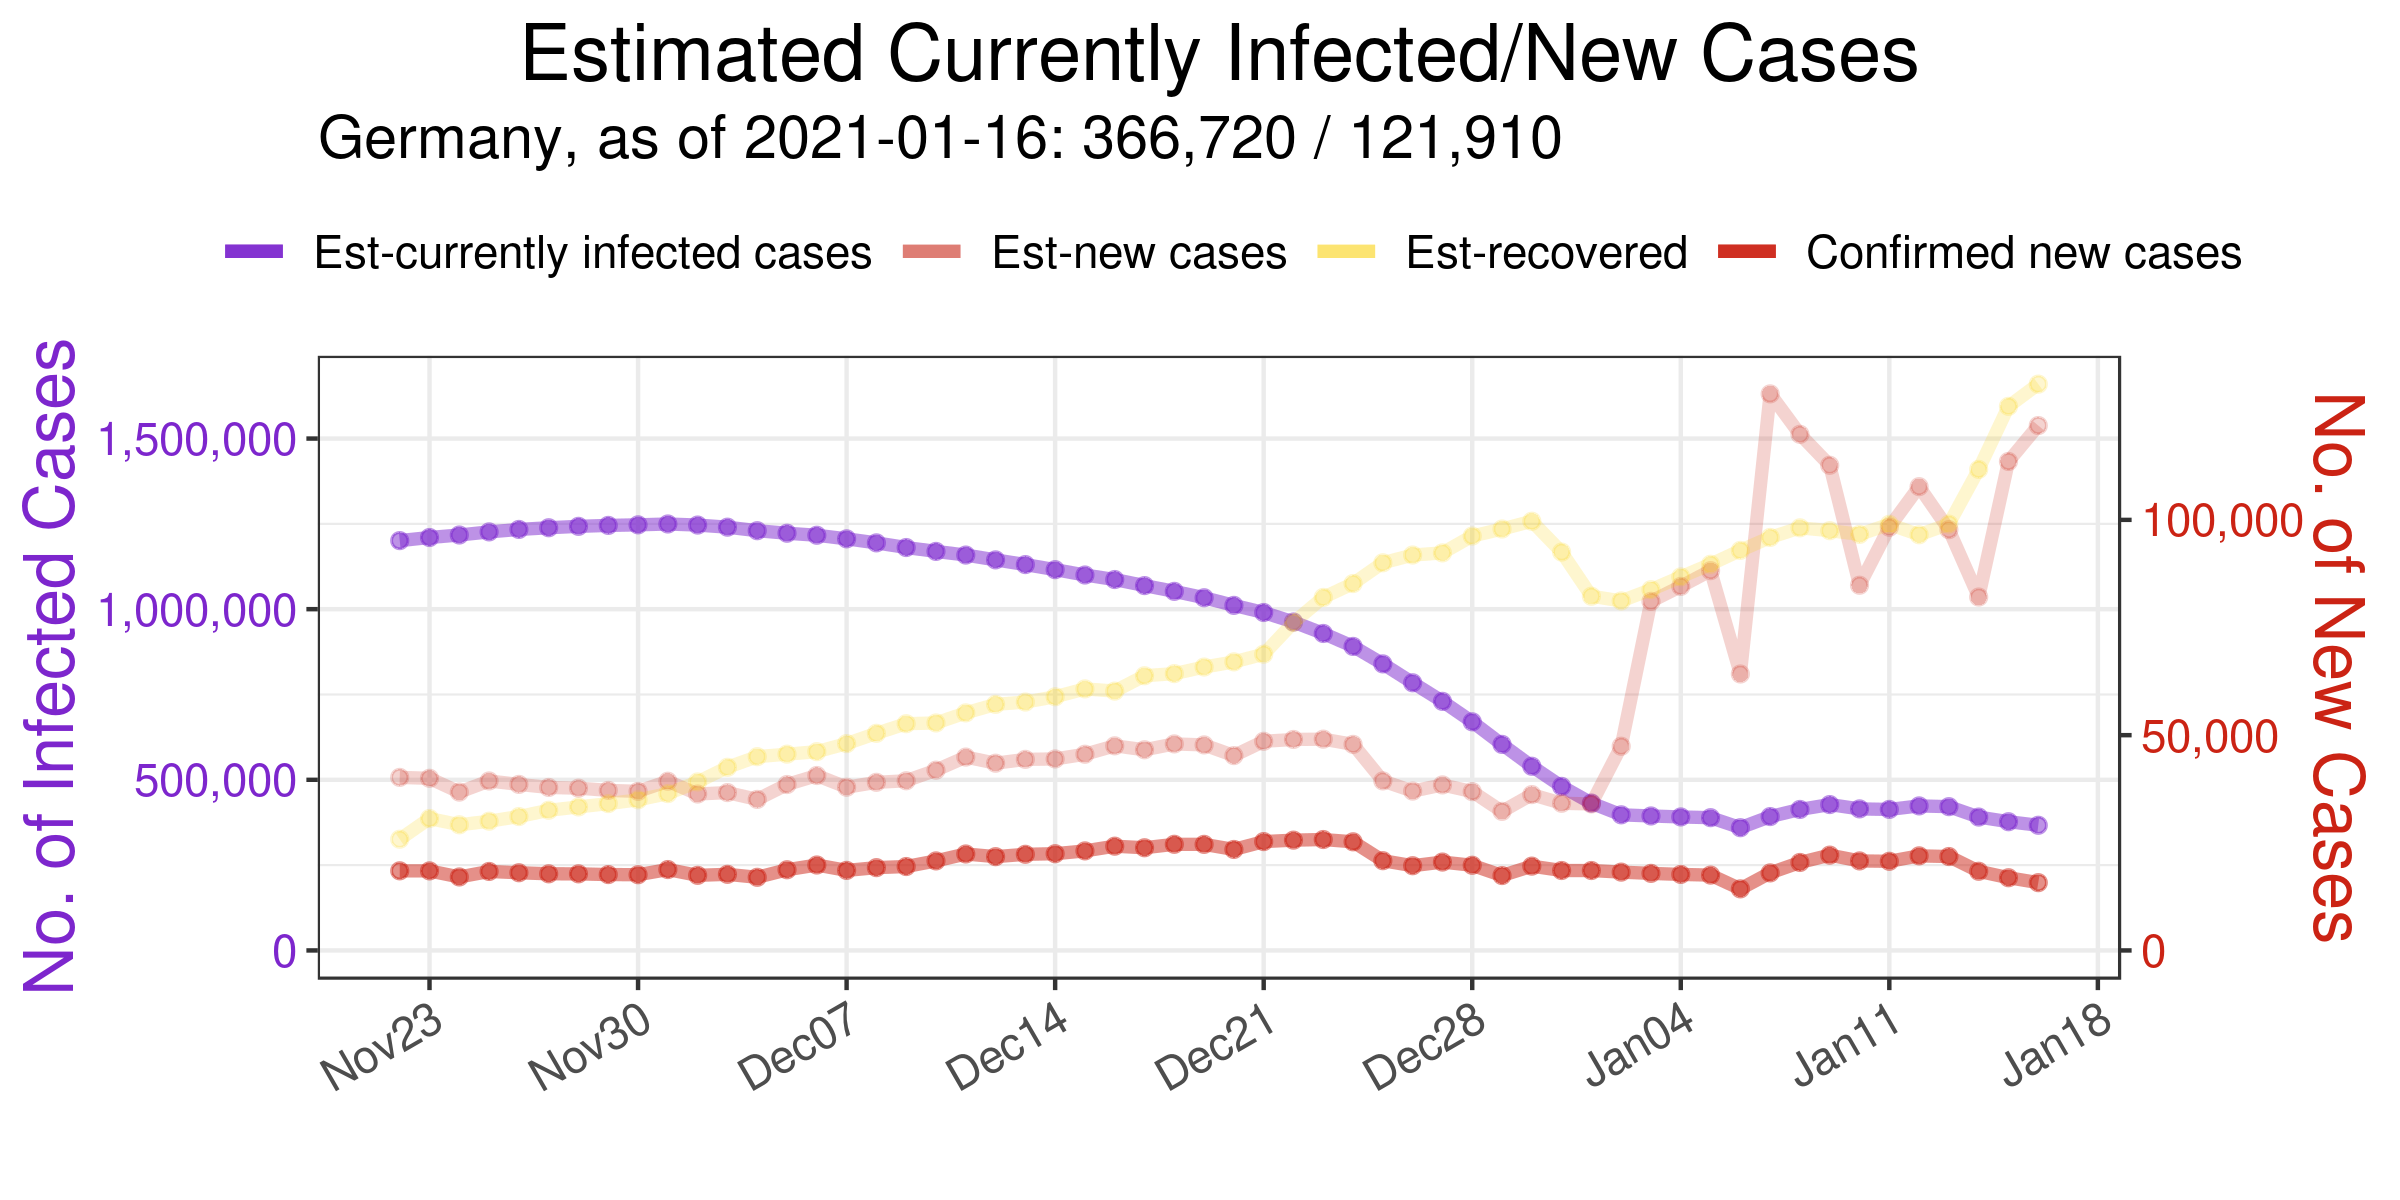 Estimated Currently Infected/New Cases
Germany, as of 2021-01-16: 366,720 / 121,910
Est-currently infected cases Est-new cases Est-recovered Confirmed new cases
No. of Infected Cases
1,500,000
1,000,000
500,000
0
100,000
50,000
0
No. of New Cases
Nov23 Nov30 Dec07 Dec14 Dec21 Dec28 Jan04 Jan11 Jan18